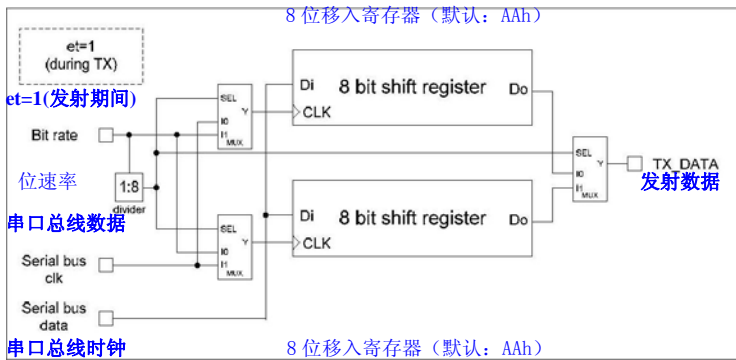 8 位移入寄存器（默认：AAh）
et=1
(during TX)
et=1(发射期间)
Di
8 bit shift register
Do
CLK
SEL
I0
I1
Y
MUX
Bit rate
位速率
1:8
divider
SEL
I0
I1
Y
MUX
TX_DATA
发射数据
串口总线数据
Di
8 bit shift register
Do
CLK
SEL
I0
I1
Y
MUX
Serial bus
clk
Serial bus
data
串口总线时钟
8 位移入寄存器（默认：AAh）